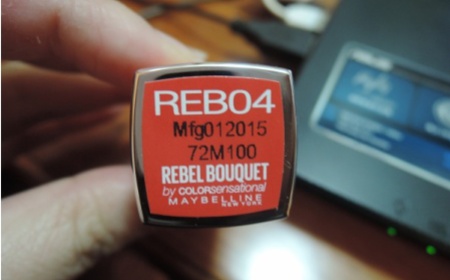 REB04
Mfg012015
72M100
REBEL BOUQUET
by COLORsensational
MAYBELLINE
NEW YORK